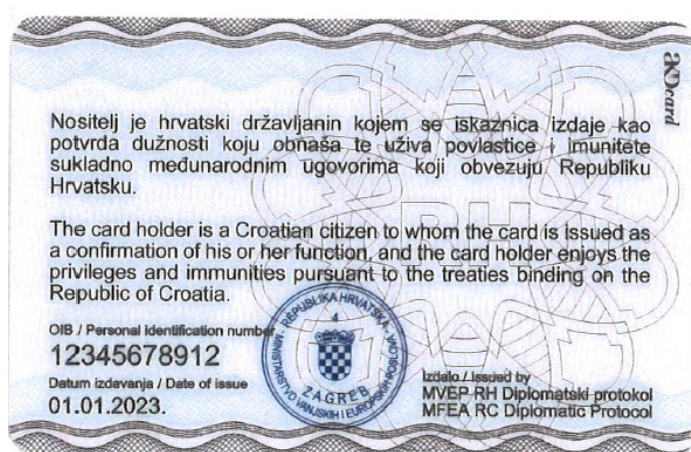 Nositelj je hrvatski državljanin kojem se iskaznica izdaje kao
potvrda dužnosti koju obnaša te uživa povlastice i imunitete
sukladno međunarodnim ugovorima koji obvezuju Republiku
Hrvatsku.
The card holder is a Croatian citizen to whom the card is issued as
a confirmation of his or her function, and the card holder enjoys the
privileges and immunities pursuant to the treaties binding on the
Republic of Croatia.
OIB / Personal identification number
12345678912
Datum izdavanja / Date of issue
01.01.2023.
REPUBLIKA HRVATSKA
4
MINISTARSTVO VANJSKIH I EUROPSKIH POSLOVA
ZAGREB
Izdalo / Issued by
MVEP RH Diplomatski protokol
MFEA RC Diplomatic Protocol
RH
card